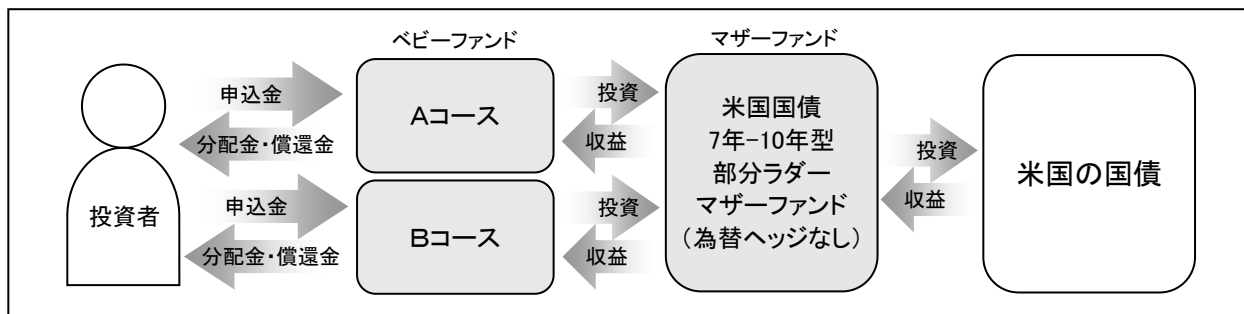 ベビーファンド
マザーファンド
申込金
分配金・償還金
投資者
申込金
分配金・償還金
Aコース
Bコース
投資
収益
投資
収益
米国国債
7年-10年型
部分ラダー
マザーファンド
(為替ヘッジなし)
投資
収益
米国の国債